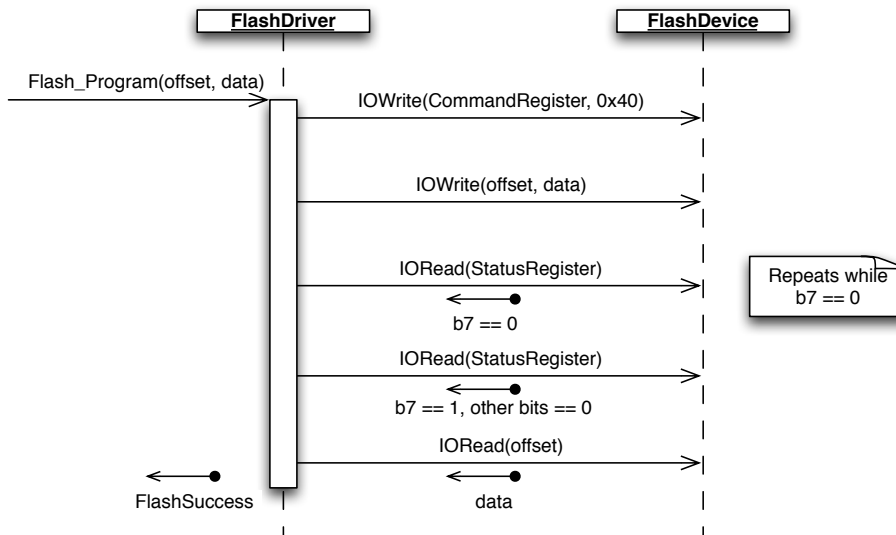 FlashDriver
FlashDevice
Flash_Program(offset, data)
IOWrite(CommandRegister, 0x40)
IOWrite(offset, data)
IORead(StatusRegister)
b7 == 0
Repeats while
b7 == 0
IORead(StatusRegister)
b7 == 1, other bits == 0
IORead(offset)
FlashSuccess
data